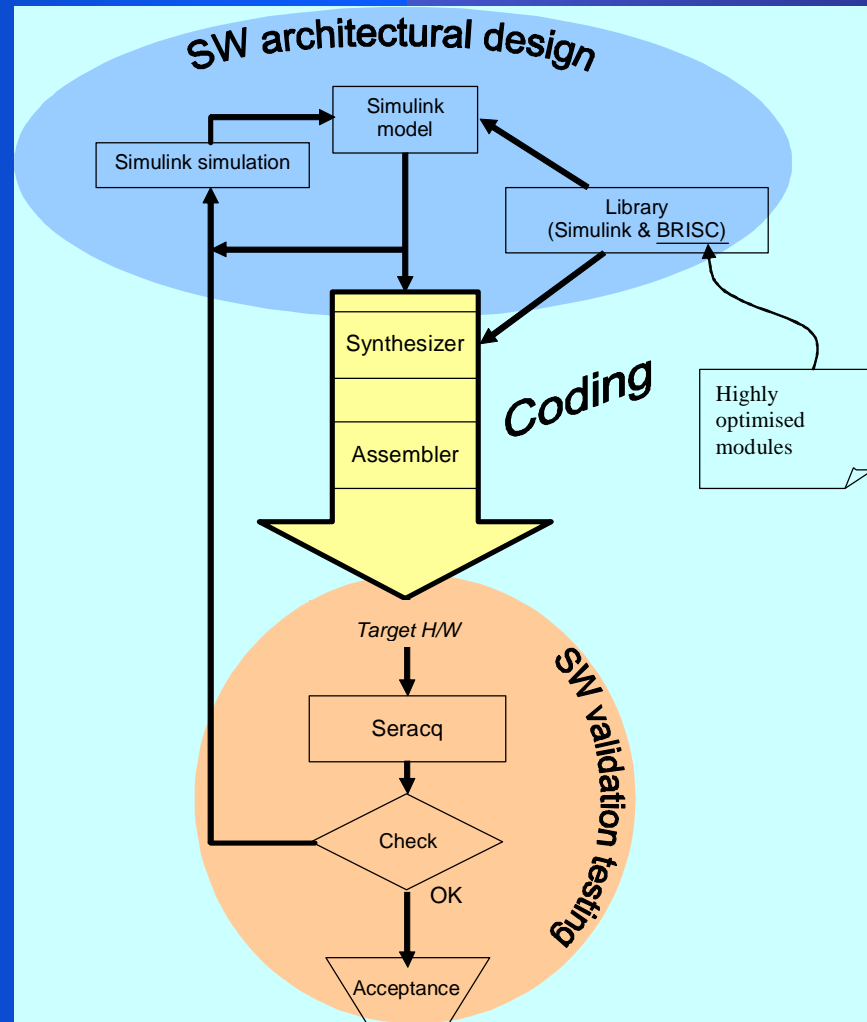 SW architectural design
Simulink
model
Simulink simulation
Library
(Simulink & BRISC)
Synthesizer
Coding
Highly
optimised
modules
Assembler
Target H/W
Seracq
SW validation testing
Check
OK
Acceptance